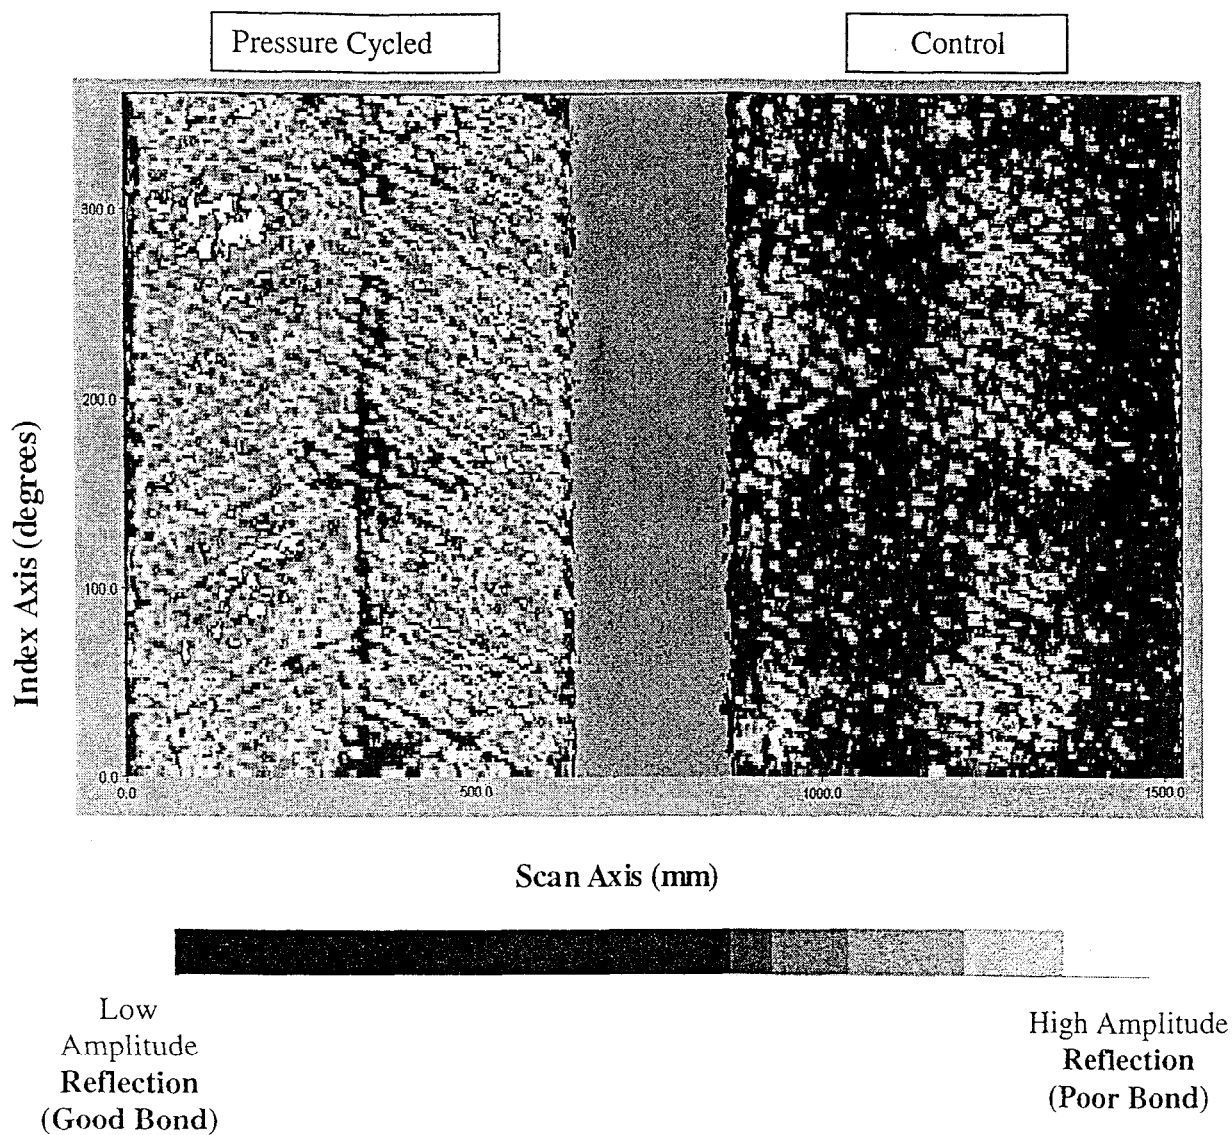 Pressure Cycled
Control
300.0
200.0
100.0
0.0
0.0
500.0
1000.0
1500.0
Index Axis (degrees)
Scan Axis (mm)
Low
Amplitude
Reflection
(Good Bond)
High Amplitude
Reflection
(Poor Bond)